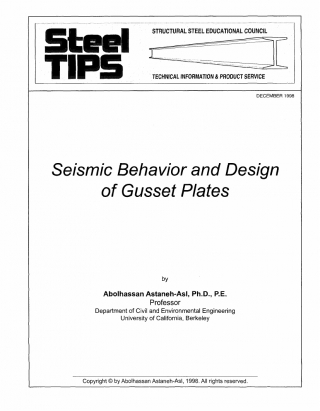 Steel
TIPS
STRUCTURAL STEEL EDUCATIONAL COUNCIL
TECHNICAL INFORMATION & PRODUCT SERVICE
DECEMBER 1998
Seismic Behavior and Design
of Gusset Plates
by
Abolhassan Astaneh-Asl, Ph.D., P.E.
Professor
Department of Civil and Environmental Engineering
University of California, Berkeley
Copyright © by Abolhassan Astaneh-Asl, 1998. All rights reserved.